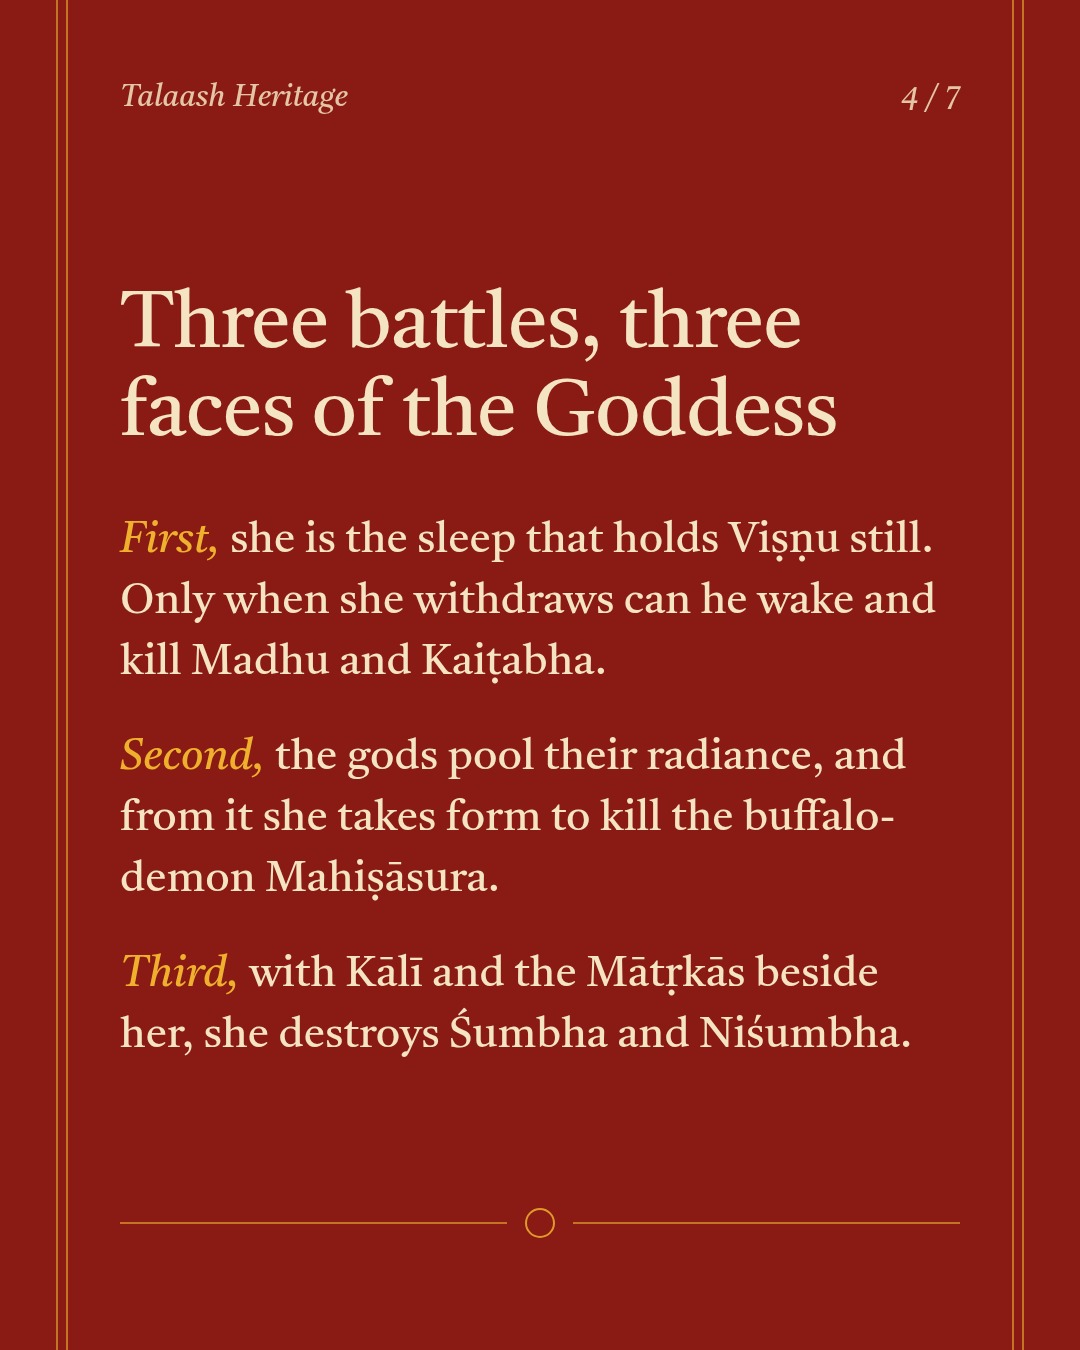 Talaash Heritage
4 / 7
Three battles, three
faces of the Goddess
First, she is the sleep that holds Viṣṇu still.
Only when she withdraws can he wake and
kill Madhu and Kaiṭabha.
Second, the gods pool their radiance, and
from it she takes form to kill the buffalo-
demon Mahiṣāsura.
Third, with Kālī and the Mātṛkās beside
her, she destroys Śumbha and Niśumbha.